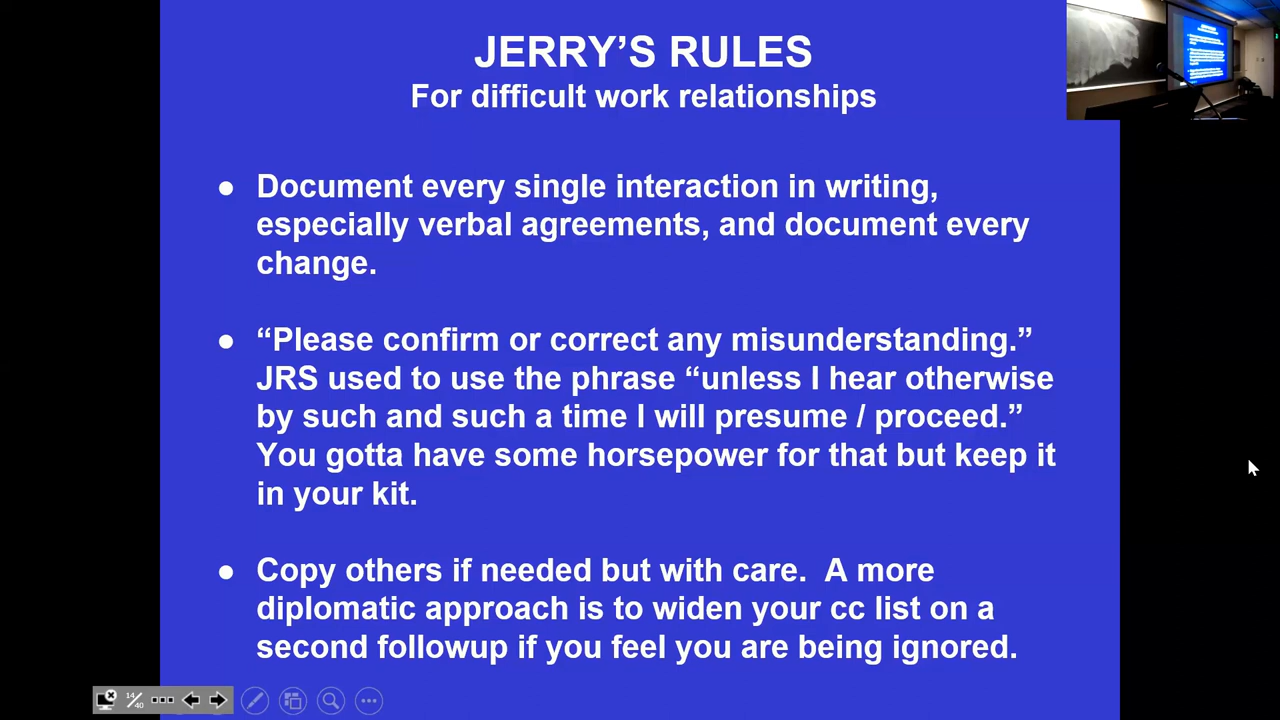 JERRY’S RULES
For difficult work relationships
● Document every single interaction in writing,
especially verbal agreements, and document every
change.
● “Please confirm or correct any misunderstanding.”
JRS used to use the phrase “unless I hear otherwise
by such and such a time I will presume / proceed.”
You gotta have some horsepower for that but keep it
in your kit.
● Copy others if needed but with care. A more
diplomatic approach is to widen your cc list on a
second followup if you feel you are being ignored.
14/40